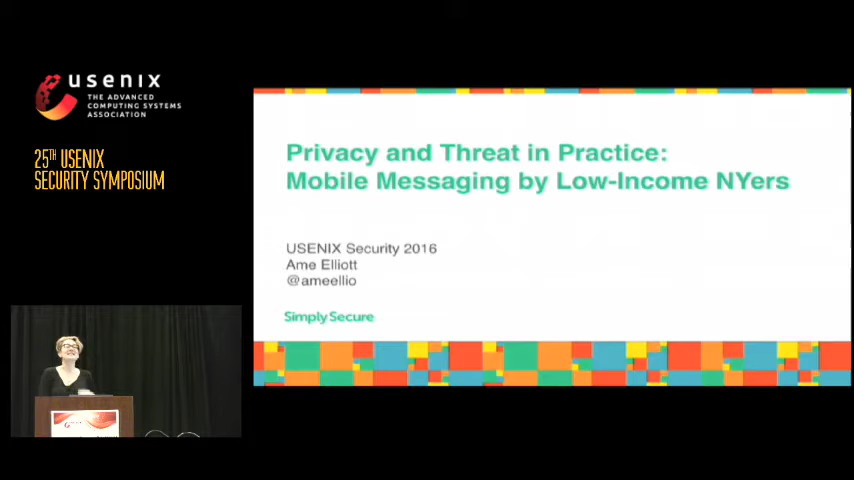 usenix
THE ADVANCED
COMPUTING SYSTEMS
ASSOCIATION
25TH USENIX
SECURITY SYMPOSIUM
Privacy and Threat in Practice:
Mobile Messaging by Low-Income NYers
USENIX Security 2016
Ame Elliott
@ameellio
Simply Secure